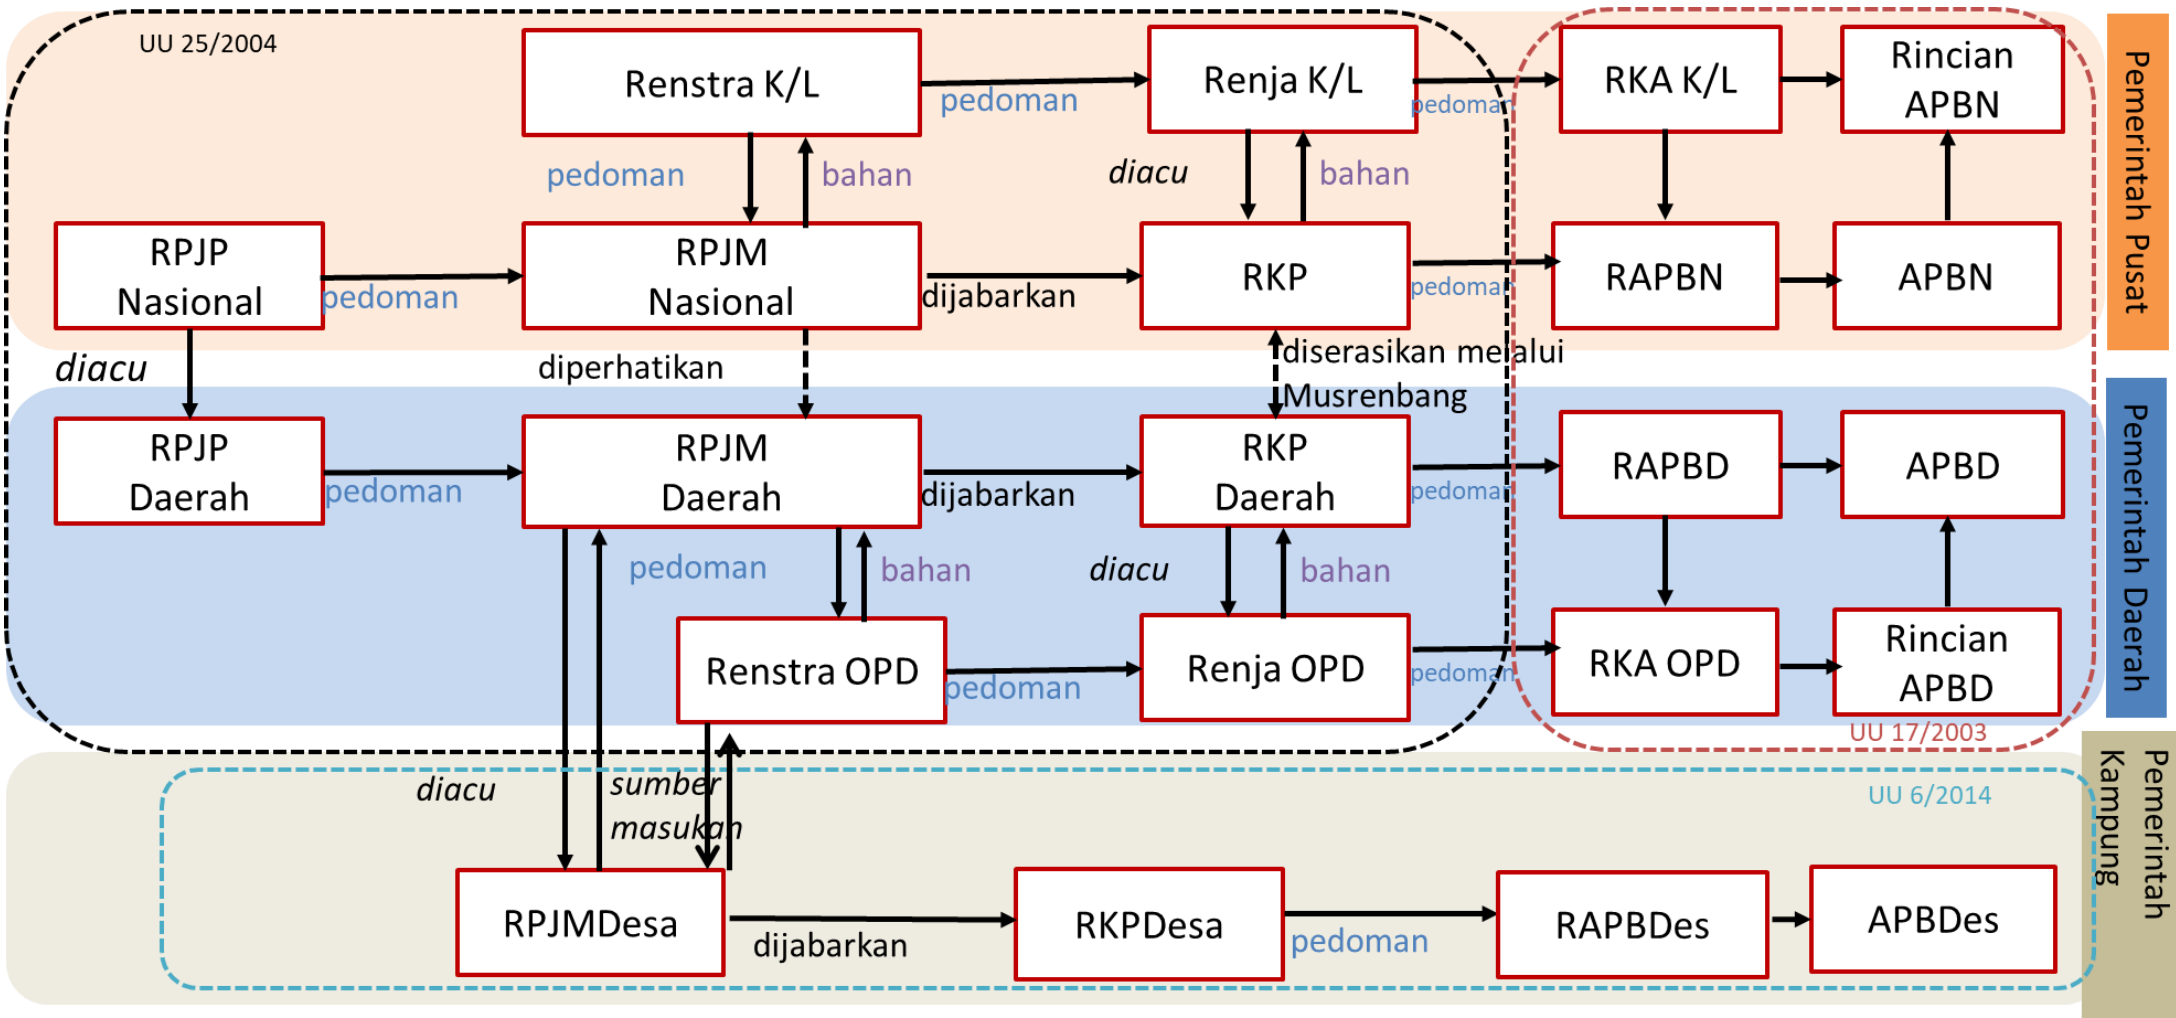 UU 25/2004
Renstra K/L
pedoman
Renja K/L
pedoman
RKA K/L
Rincian
APBN
pedoman
bahan
diacu
bahan
RPJP
Nasional
pedoman
RPJM
Nasional
dijabarkan
RKP
pedoman
RAPBN
APBN
Pemerintah Pusat
diacu
diperhatikan
diserasikan melalui
Musrenbang
RPJP
Daerah
pedoman
RPJM
Daerah
dijabarkan
RKP
Daerah
pedoman
RAPBD
APBD
Pemerintah Daerah
pedoman
bahan
diacu
bahan
Renstra OPD
pedoman
Renja OPD
pedoman
RKA OPD
Rincian
APBD
UU 17/2003
diacu
sumber
masukan
UU 6/2014
Pemerintah
Kampung
RPJMDesa
dijabarkan
RKPDesa
pedoman
RAPBDes
APBDes